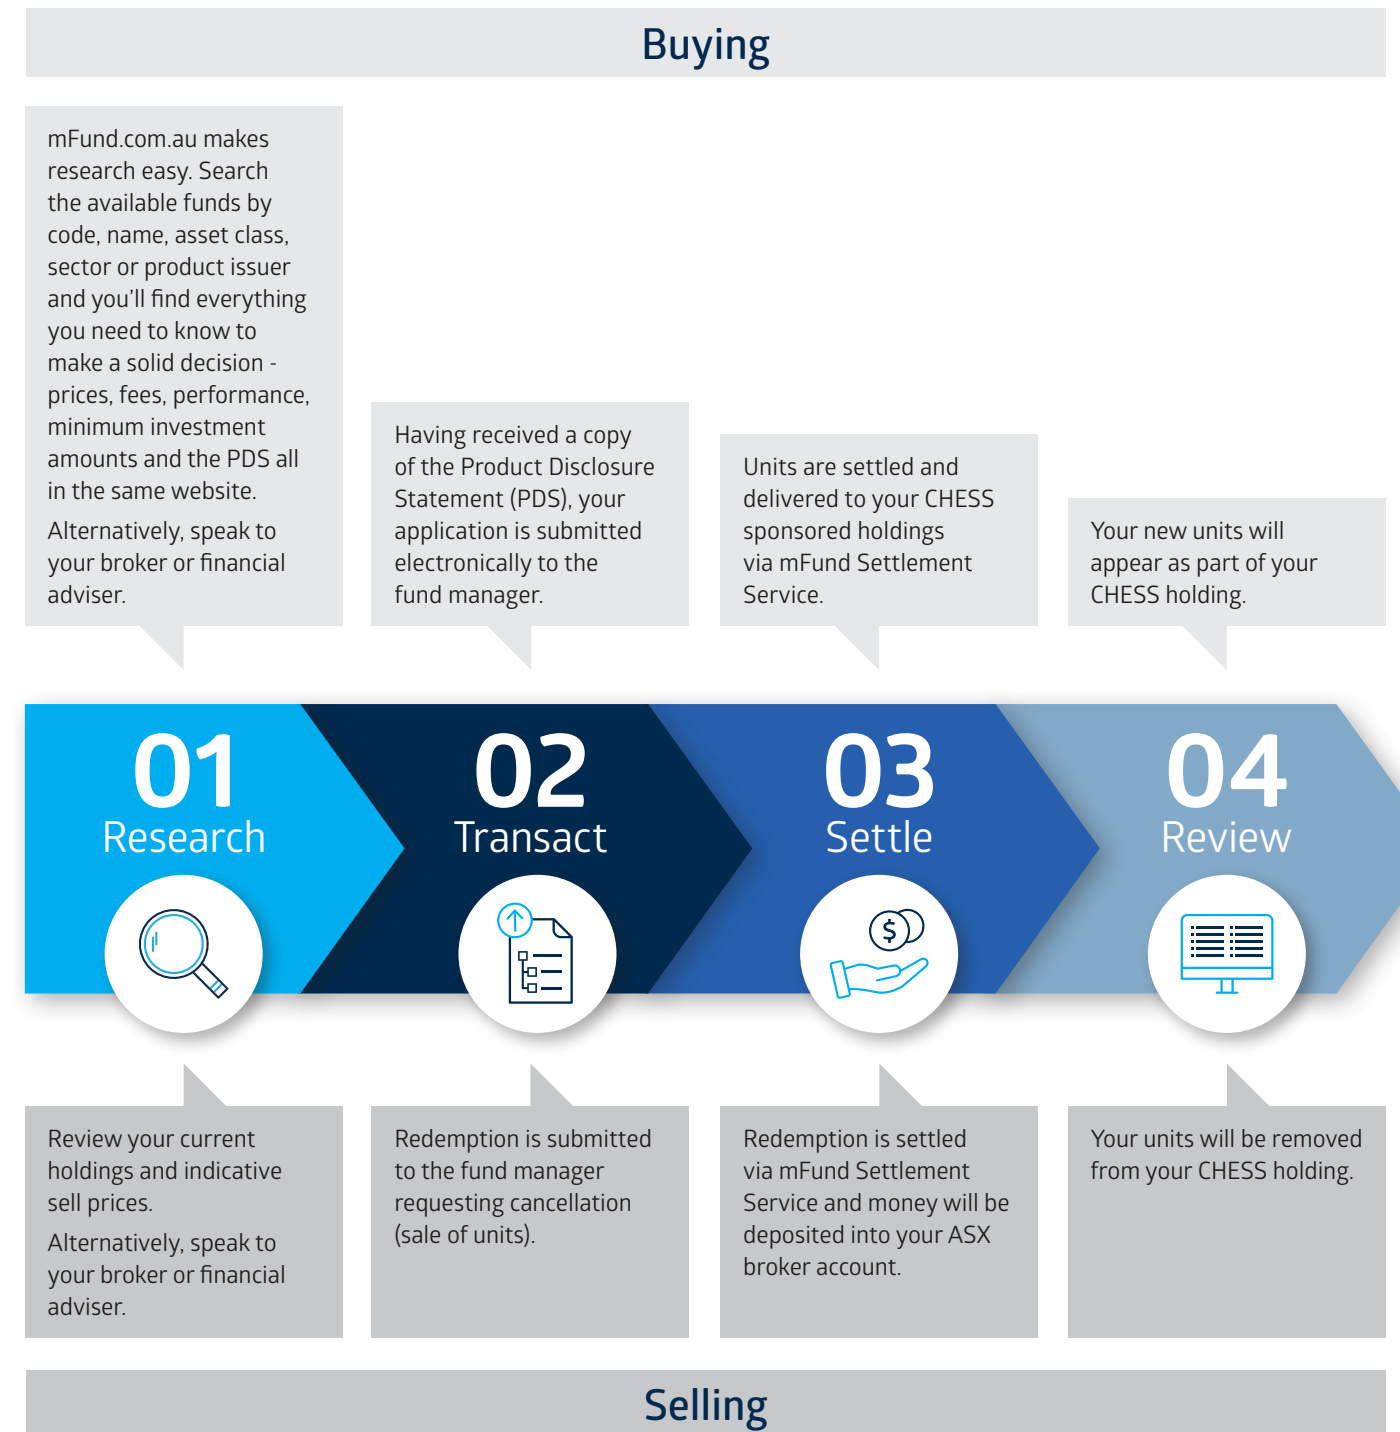 Buying
mFund.com.au makes
research easy. Search
the available funds by
code, name, asset class,
sector or product issuer
and you’ll find everything
you need to know to
make a solid decision -
prices, fees, performance,
minimum investment
amounts and the PDS all
in the same website.
Alternatively, speak to
your broker or financial
adviser.
Having received a copy
of the Product Disclosure
Statement (PDS), your
application is submitted
electronically to the
fund manager.
Units are settled and
delivered to your CHESS
sponsored holdings
via mFund Settlement
Service.
Your new units will
appear as part of your
CHESS holding.
01
Research
02
Transact
03
Settle
$
04
Review
Review your current
holdings and indicative
sell prices.
Alternatively, speak to
your broker or financial
adviser.
Redemption is submitted
to the fund manager
requesting cancellation
(sale of units).
Redemption is settled
via mFund Settlement
Service and money will be
deposited into your ASX
broker account.
Your units will be removed
from your CHESS holding.
Selling